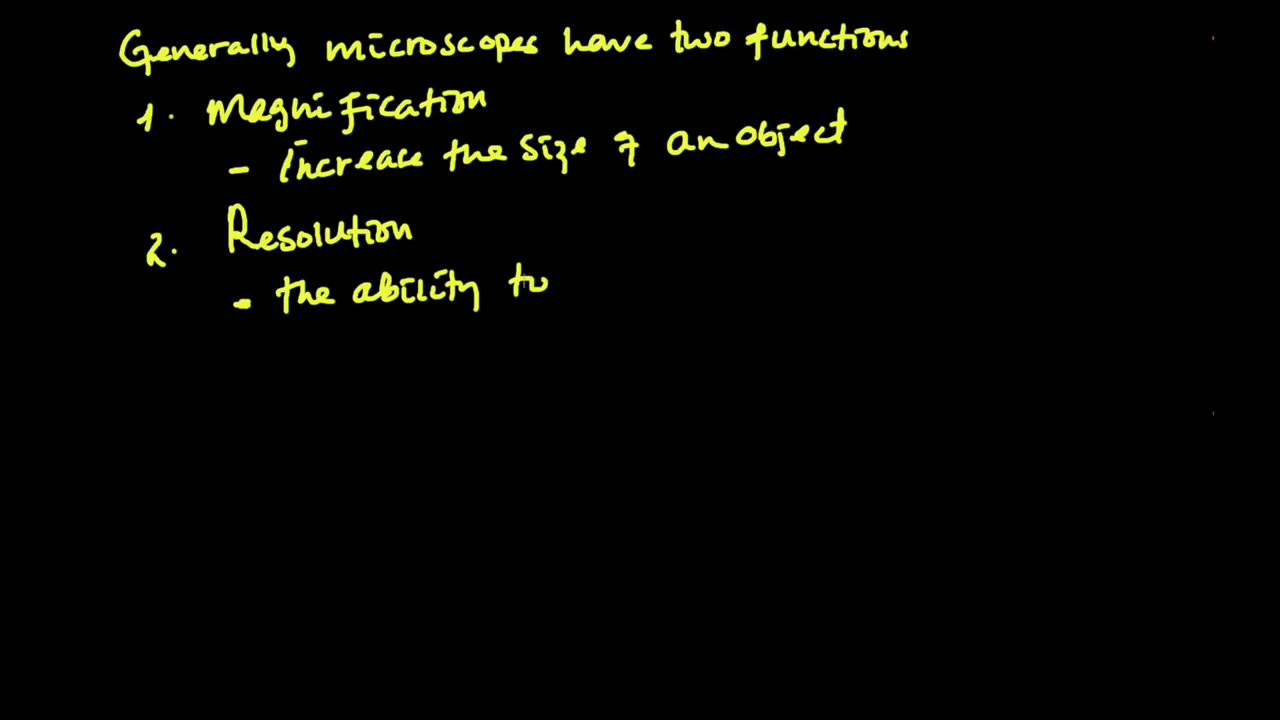 Generally microscopes have two functions
1. Magnification
- Increase the size of an object
2. Resolution
- the ability to